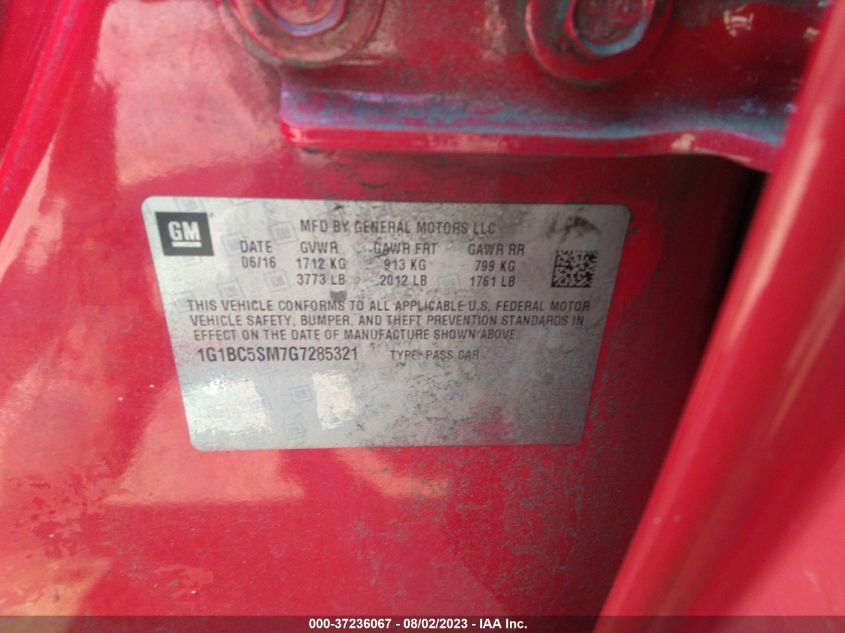 GM
MFD BY GENERAL MOTORS LLC
DATE GVWR GAWR FRT GAWR RR
06/16 1712 KG 913 KG 799 KG
3773 LB 2012 LB 1761 LB
THIS VEHICLE CONFORMS TO ALL APPLICABLE U.S. FEDERAL MOTOR
VEHICLE SAFETY, BUMPER, AND THEFT PREVENTION STANDARDS IN
EFFECT ON THE DATE OF MANUFACTURE SHOWN ABOVE.
1G1BC5SM7G7285321 TYPE: PASS CAR
000-37236067 - 08/02/2023 - IAA Inc.